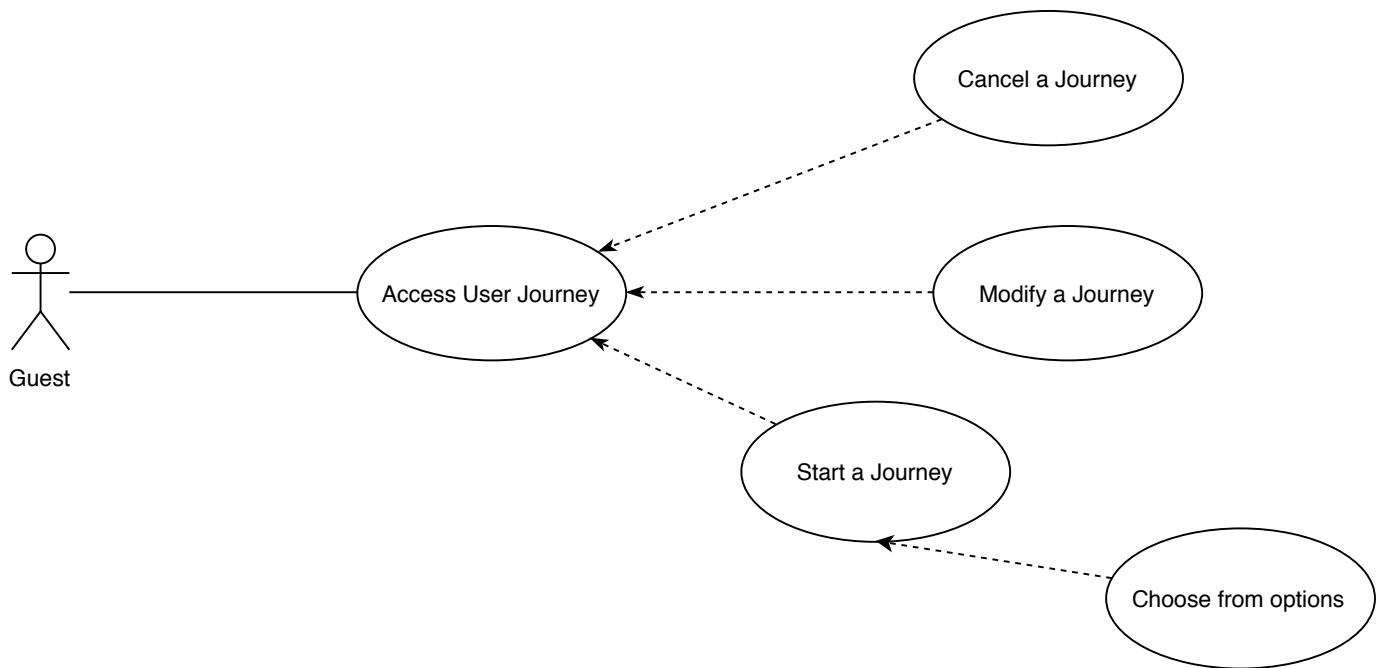 Cancel a Journey
Access User Journey
Modify a Journey
Guest
Start a Journey
Choose from options